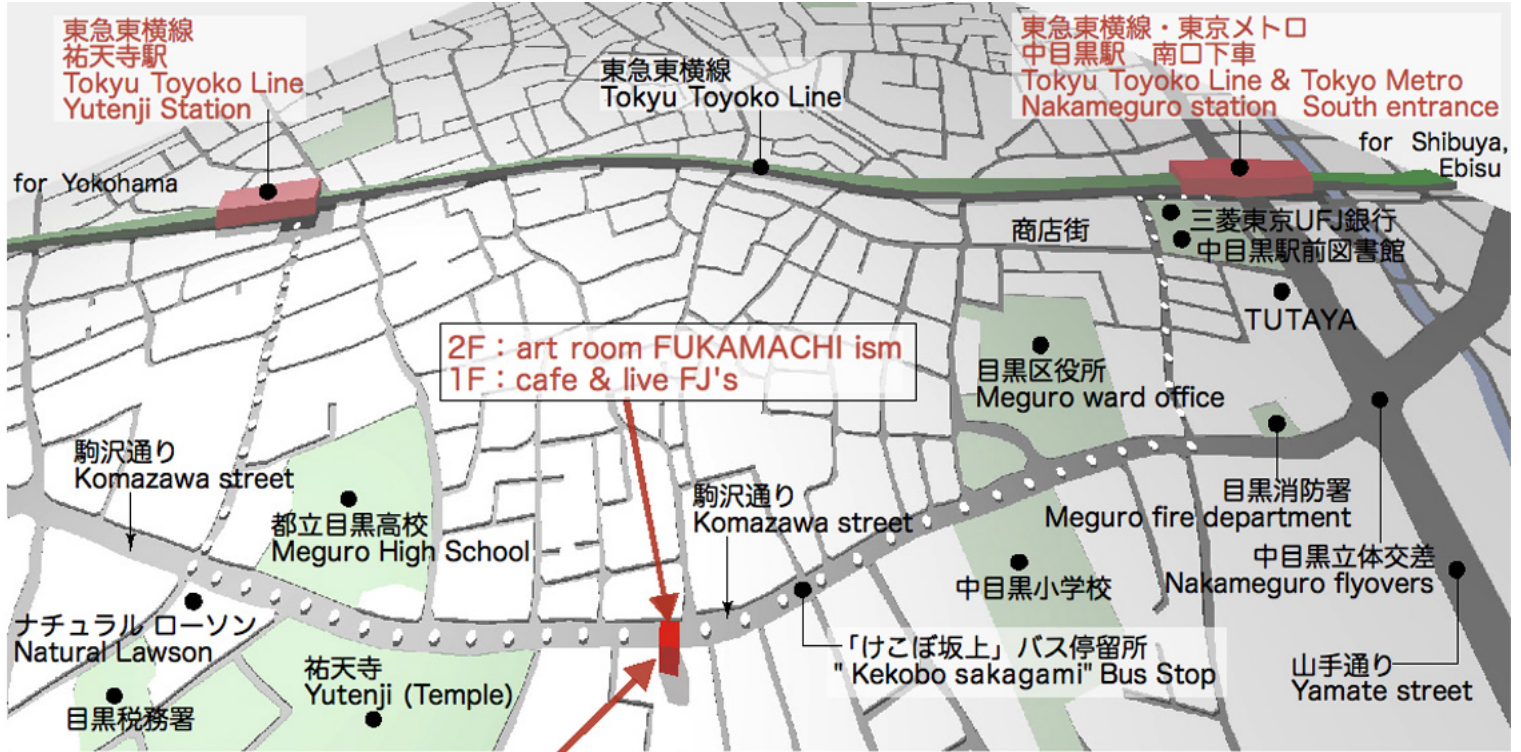 東急東横線
祐天寺駅
Tokyu Toyoko Line
Yutenji Station
東急東横線
Tokyu Toyoko Line
東急東横線・東京メトロ
中目黒駅　南口下車
Tokyu Toyoko Line & Tokyo Metro
Nakameguro station　South entrance
for Yokohama
for Shibuya,
Ebisu
商店街
三菱東京UFJ銀行
中目黒駅前図書館
TUTAYA
2F：art room FUKAMACHI ism
1F：cafe & live FJ's
目黒区役所
Meguro ward office
駒沢通り
Komazawa street
都立目黒高校
Meguro High School
駒沢通り
Komazawa street
目黒消防署
Meguro fire department
中目黒立体交差
Nakameguro flyovers
中目黒小学校
ナチュラル ローソン
Natural Lawson
祐天寺
Yutenji (Temple)
「けこぼ坂上」バス停留所
" Kekobo sakagami" Bus Stop
山手通り
Yamate street
目黒税務署